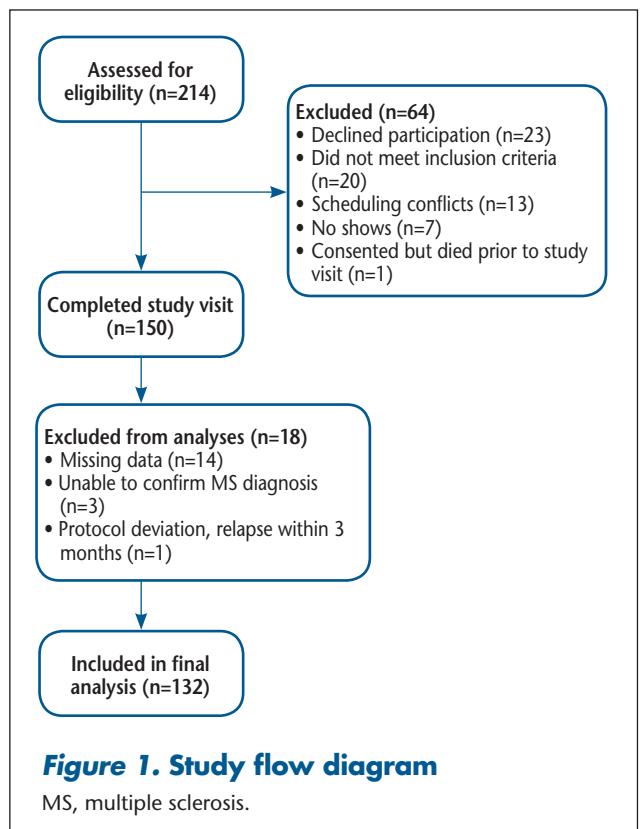 Assessed for
eligibility (n=214)
Excluded (n=64)
• Declined participation (n=23)
• Did not meet inclusion criteria
(n=20)
• Scheduling conflicts (n=13)
• No shows (n=7)
• Consented but died prior to study
visit (n=1)
Completed study visit
(n=150)
Excluded from analyses (n=18)
• Missing data (n=14)
• Unable to confirm MS diagnosis
(n=3)
• Protocol deviation, relapse within 3
months (n=1)
Included in final
analysis (n=132)
Figure 1. Study flow diagram
MS, multiple sclerosis.